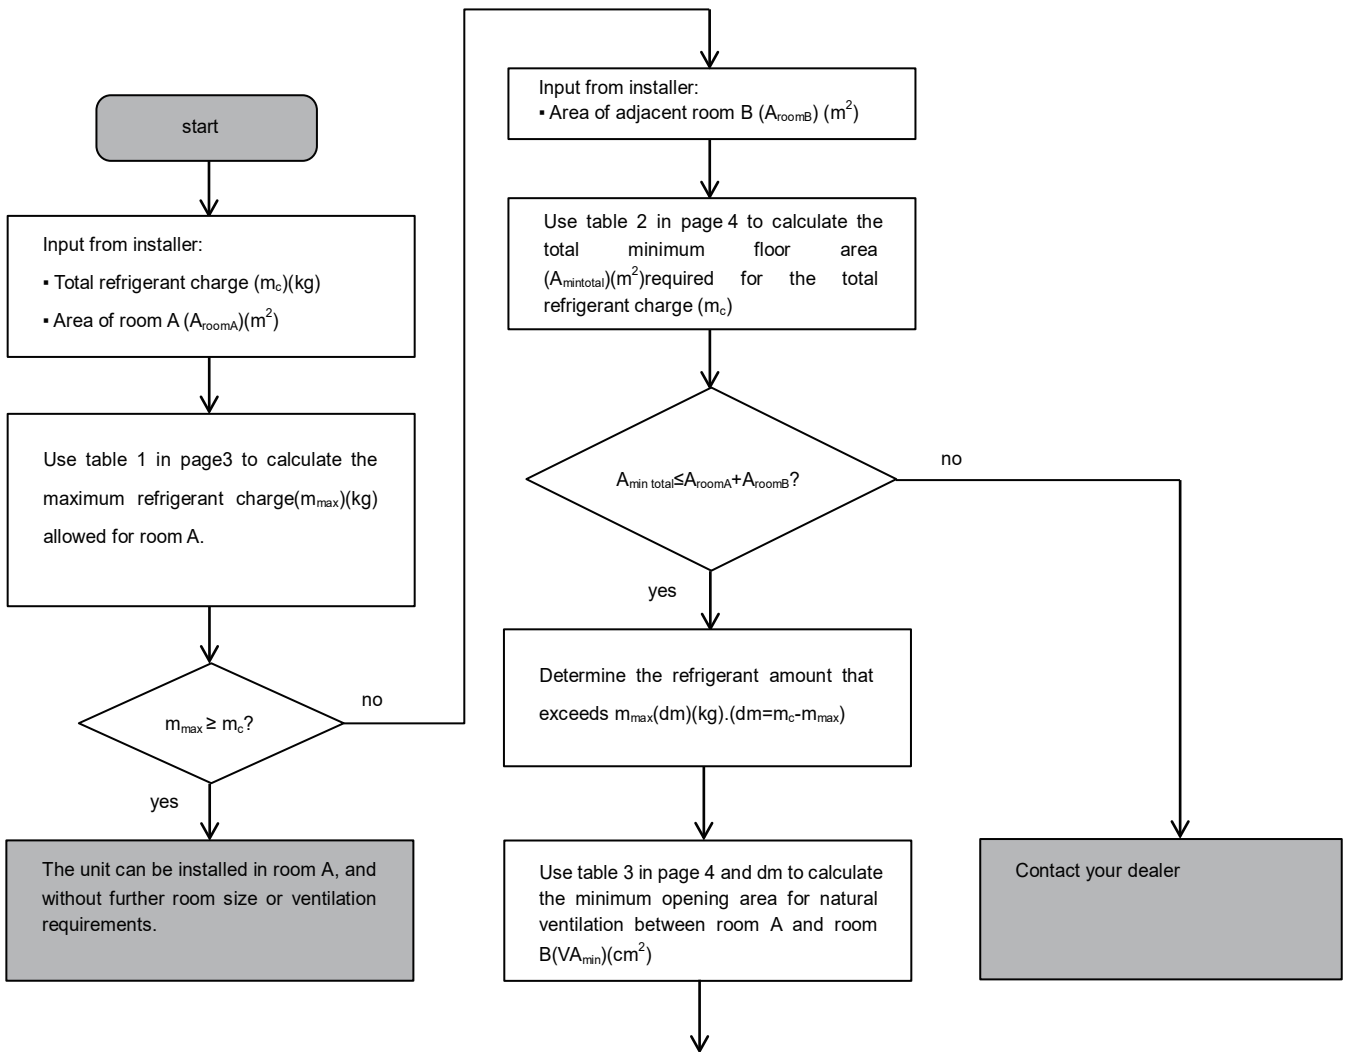 start
Input from installer:
▪ Total refrigerant charge (mc)(kg)
▪ Area of room A (AroomA)(m2)
Use table 1 in page3 to calculate the
maximum refrigerant charge(mmax)(kg)
allowed for room A.
mmax ≥ mc?
no
yes
The unit can be installed in room A, and
without further room size or ventilation
requirements.
Input from installer:
▪ Area of adjacent room B (AroomB) (m2)
Use table 2 in page 4 to calculate the
total minimum floor area
(Amintotal)(m2)required for the total
refrigerant charge (mc)
Amin total≤AroomA+AroomB?
no
yes
Determine the refrigerant amount that
exceeds mmax(dm)(kg).(dm=mc-mmax)
Use table 3 in page 4 and dm to calculate
the minimum opening area for natural
ventilation between room A and room
B(VAmin)(cm2)
Contact your dealer